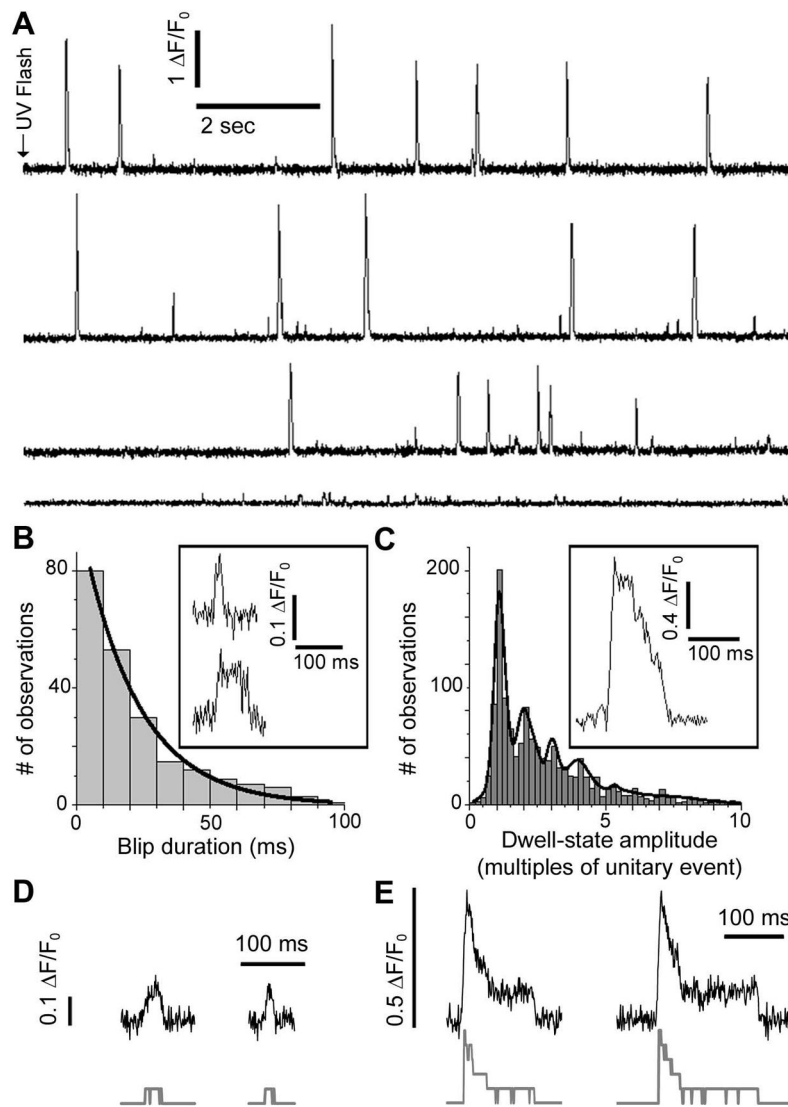 A
1 ΔF/F0
2 sec
UV Flash
B
80
40
0
# of observations
0
50
100
Blip duration (ms)
0.1 ΔF/F0
100 ms
C
200
100
0
# of observations
0
5
10
Dwell-state amplitude
(multiples of unitary event)
0.4 ΔF/F0
100 ms
D
100 ms
0.1 ΔF/F0
E
100 ms
0.5 ΔF/F0